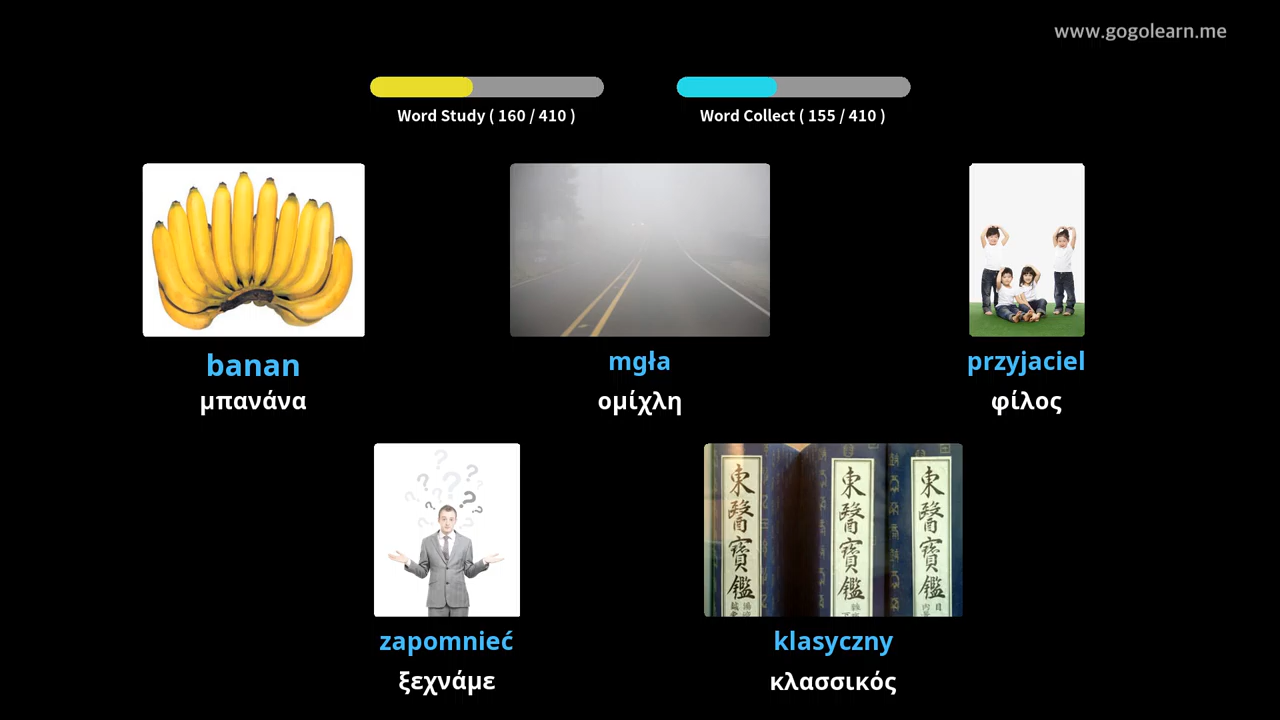 www.gogolearn.me
Word Study ( 160 / 410 )
Word Collect ( 155 / 410 )
banan
μπανάνα
mgła
ομίχλη
przyjaciel
φίλος
東醫寶鑑
東醫寶鑑
東醫寶鑑
zapomnieć
ξεχνάμε
klasyczny
κλασσικός